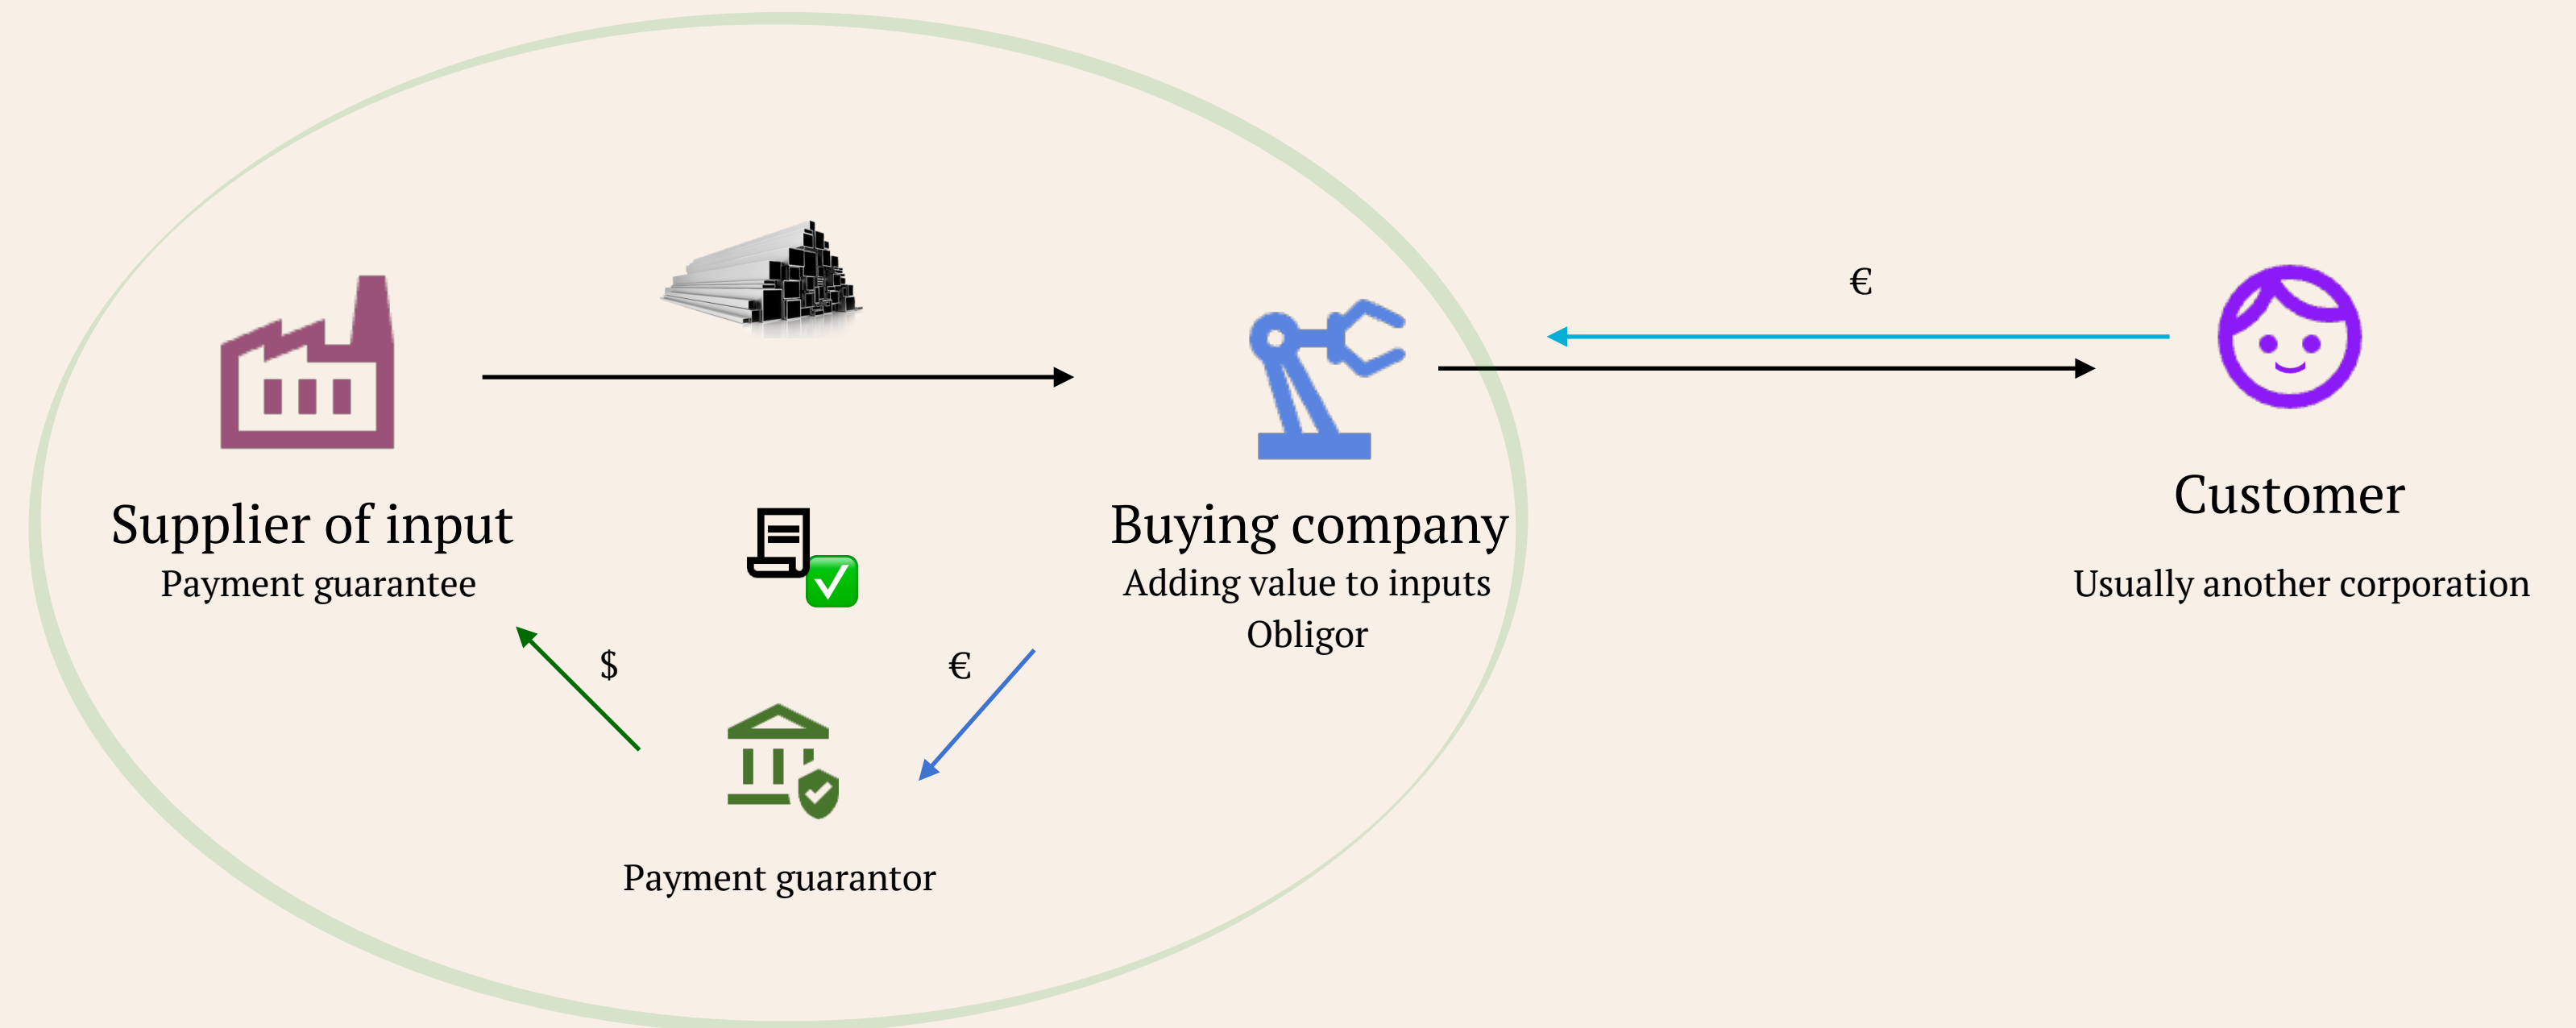 €
Supplier of input
Payment guarantee
$
€
Payment guarantor
Buying company
Adding value to inputs
Obligor
Customer
Usually another corporation